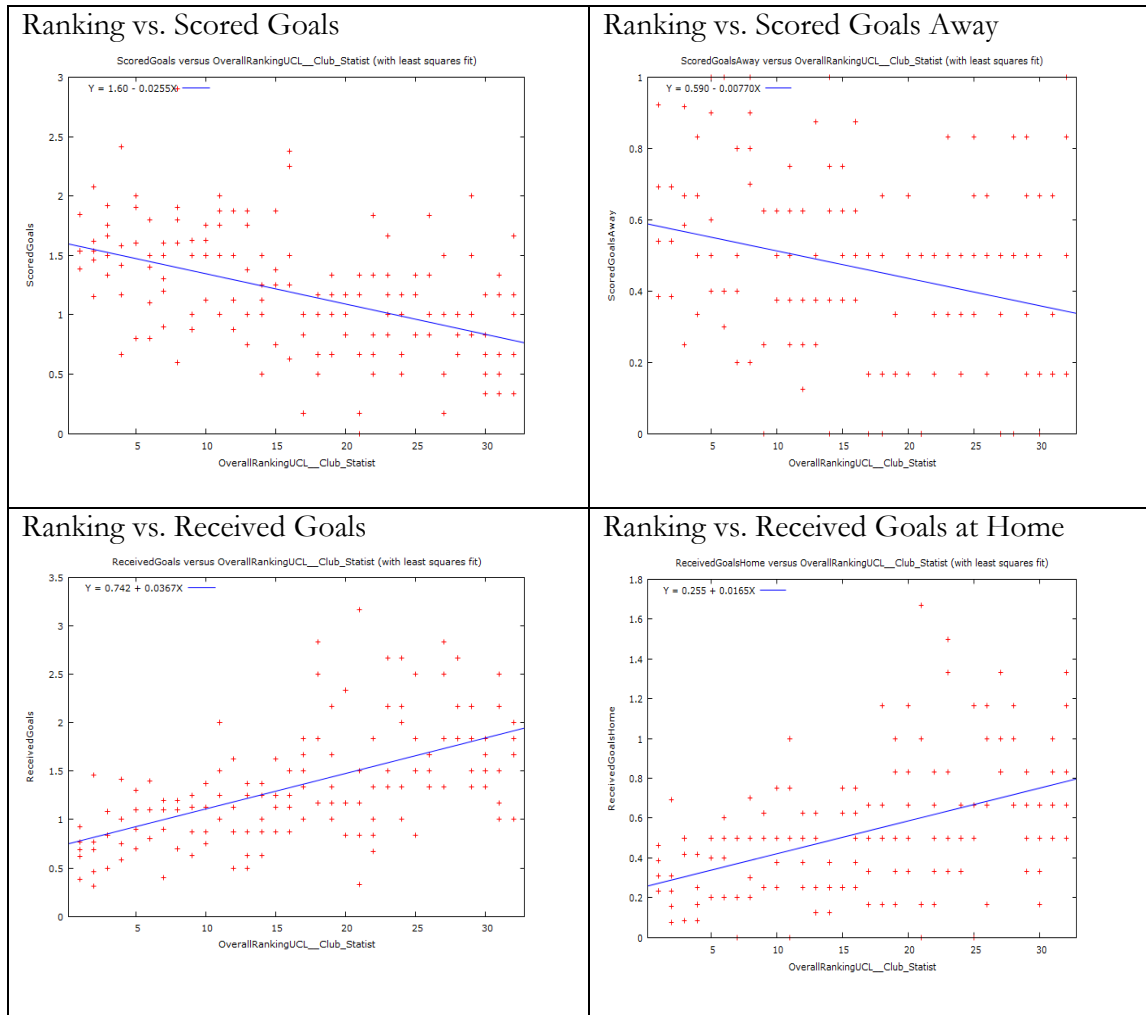 Ranking vs. Scored Goals
ScoredGoals versus OverallRankingUCL__Club_Statist (with least squares fit)
Y = 1.60 - 0.0255X
3
2.5
2
1.5
1
0.5
0
ScoredGoals
5 10 15 20 25 30
OverallRankingUCL__Club_Statist
Ranking vs. Scored Goals Away
ScoredGoalsAway versus OverallRankingUCL__Club_Statist (with least squares fit)
Y = 0.590 - 0.00770X
1
0.8
0.6
0.4
0.2
0
ScoredGoalsAway
5 10 15 20 25 30
OverallRankingUCL__Club_Statist
Ranking vs. Received Goals
ReceivedGoals versus OverallRankingUCL__Club_Statist (with least squares fit)
Y = 0.742 + 0.0367X
3.5
3
2.5
2
1.5
1
0.5
0
ReceivedGoals
5 10 15 20 25 30
OverallRankingUCL__Club_Statist
Ranking vs. Received Goals at Home
ReceivedGoalsHome versus OverallRankingUCL__Club_Statist (with least squares fit)
Y = 0.255 + 0.0165X
1.8
1.6
1.4
1.2
1
0.8
0.6
0.4
0.2
0
ReceivedGoalsHome
5 10 15 20 25 30
OverallRankingUCL__Club_Statist